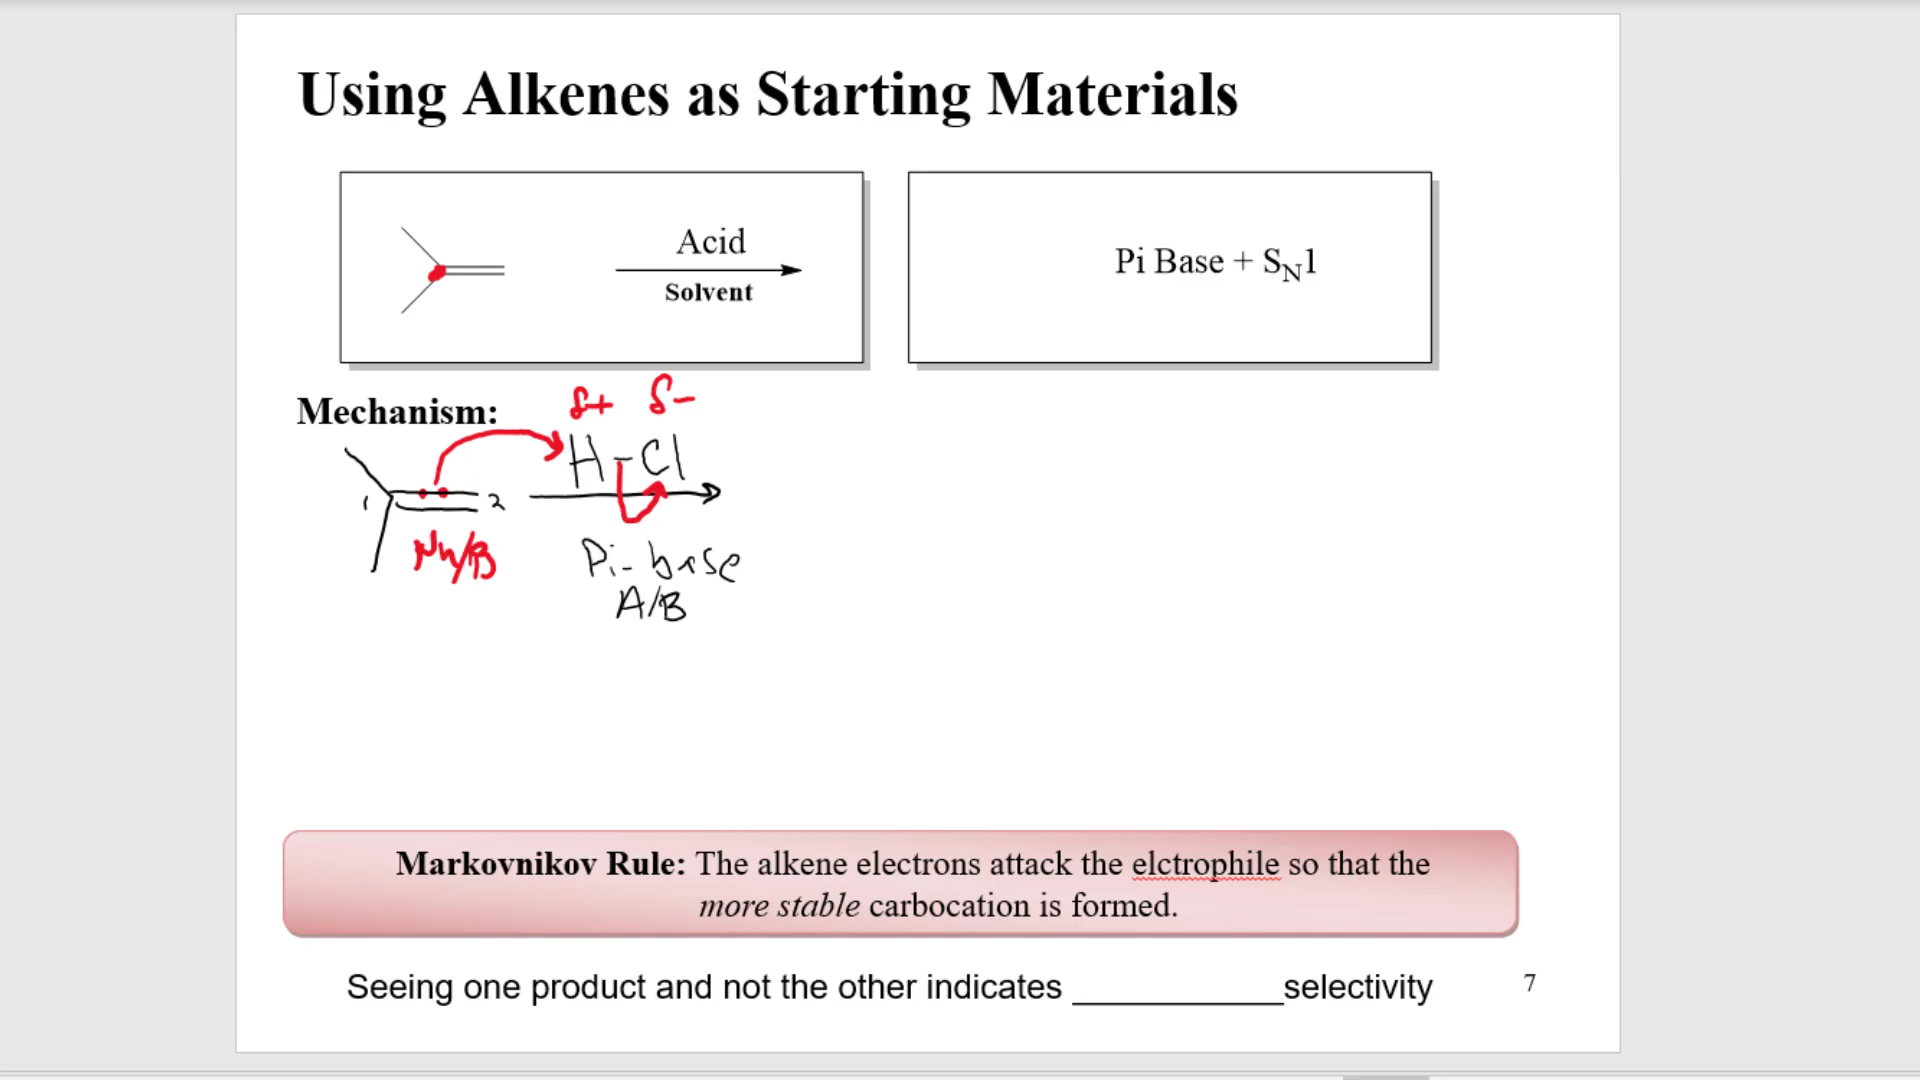 Using Alkenes as Starting Materials
Acid
Solvent
Pi Base + SN1
Mechanism:
δ+ δ-
H-Cl
1
2
Nu/B
Pi-base
A/B
Markovnikov Rule: The alkene electrons attack the elctrophile so that the
more stable carbocation is formed.
Seeing one product and not the other indicates ___________selectivity
7